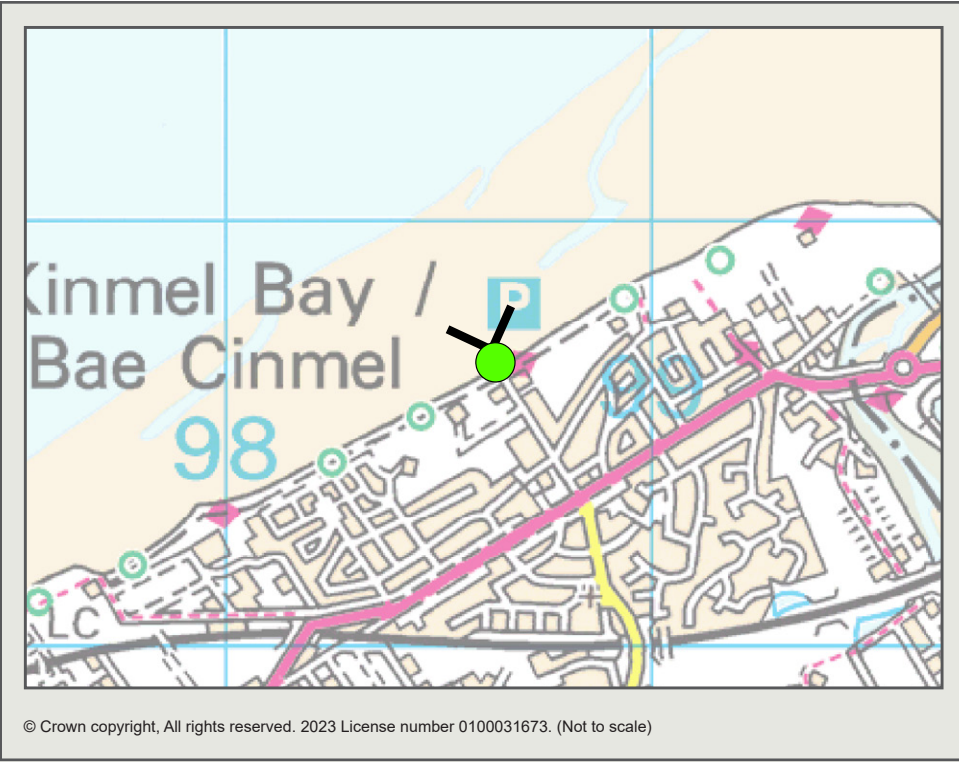 Kinmel Bay /
P
Bae Cinmel
99
98
LC
© Crown copyright, All rights reserved. 2023 License number 0100031673. (Not to scale)